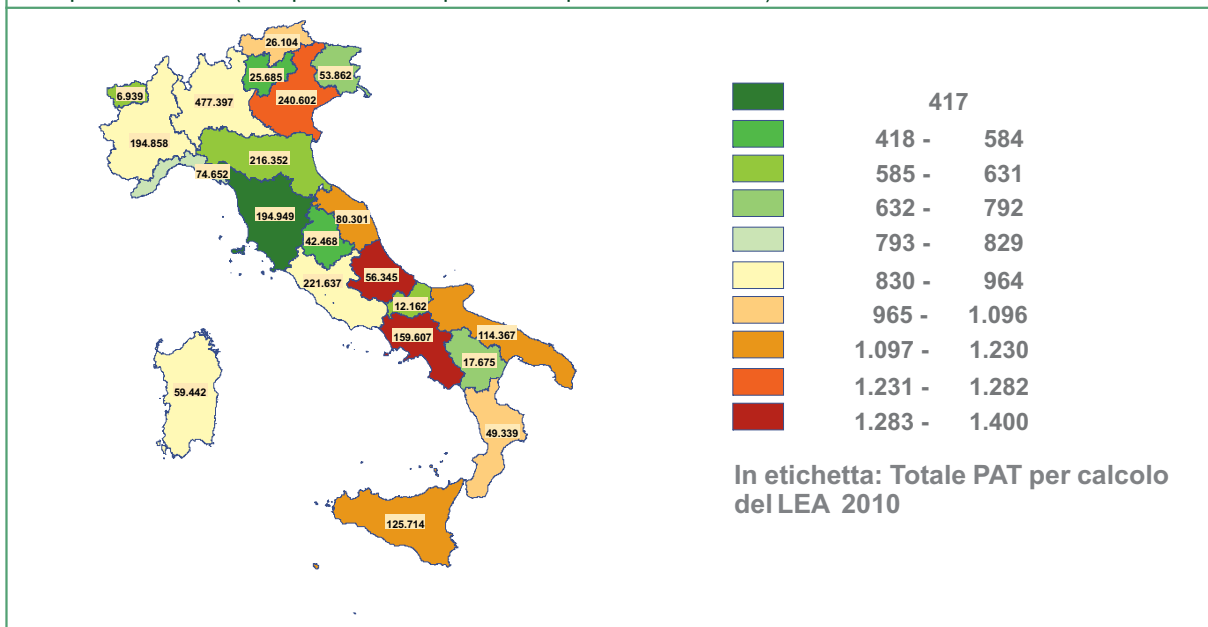 26.104
25.685
53.862
6.939
477.397
240.602
194.858
216.352
74.652
194.949
80.301
42.468
56.345
221.637
12.162
159.607
114.367
17.675
59.442
49.339
125.714
417
418 - 584
585 - 631
632 - 792
793 - 829
830 - 964
965 - 1.096
1.097 - 1.230
1.231 - 1.282
1.283 - 1.400
In etichetta: Totale PAT per calcolo
del LEA 2010